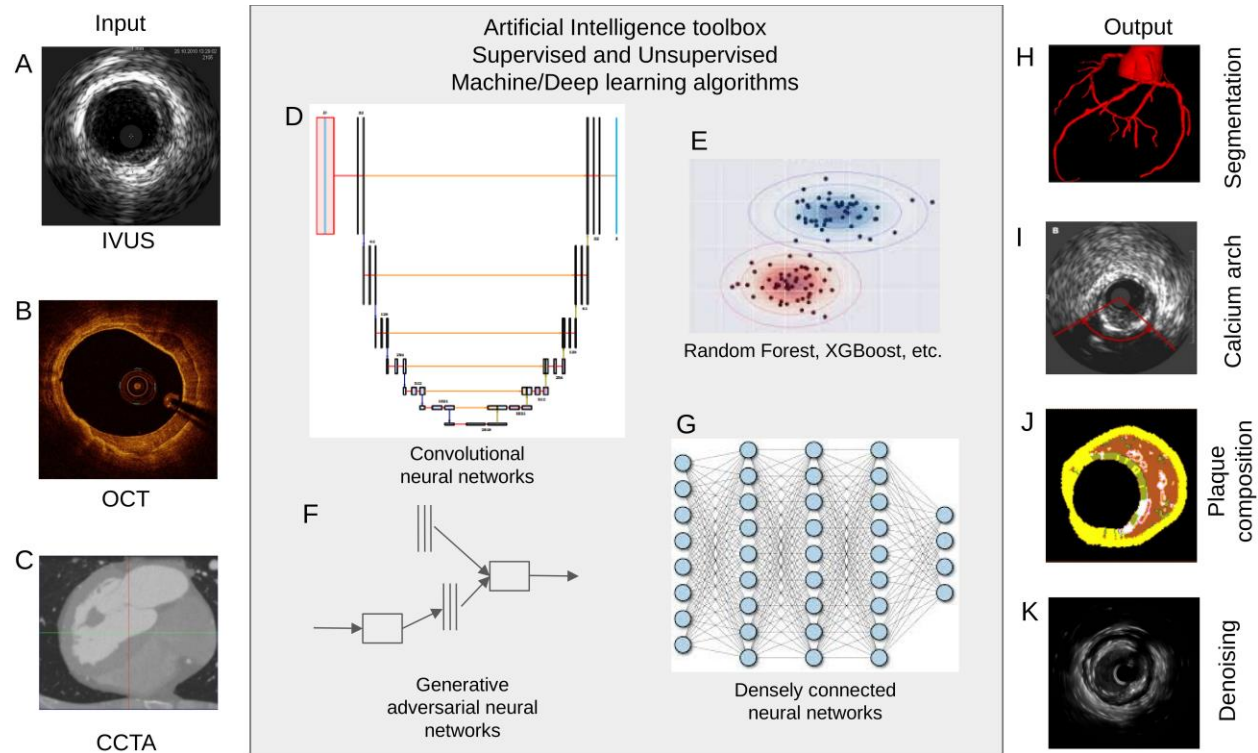 Input
A
IVUS
B
OCT
C
CCTA
Artificial Intelligence toolbox
Supervised and Unsupervised
Machine/Deep learning algorithms
D
Convolutional
neural networks
E
Random Forest, XGBoost, etc.
F
Generative
adversarial neural
networks
G
Densely connected
neural networks
Output
H
Segmentation
I
B
Calcium arch
J
Plaque
composition
K
Denoising